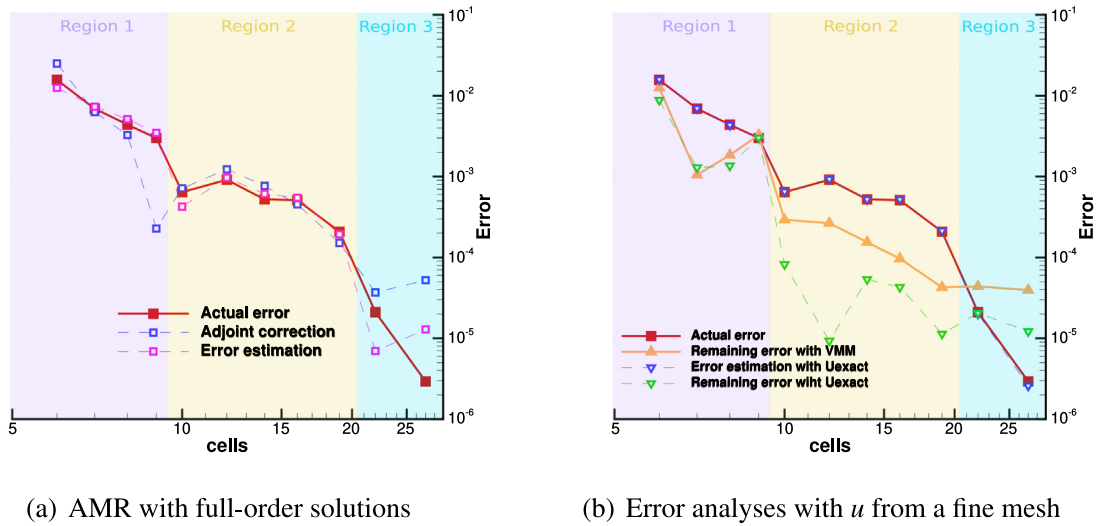 Region 1 Region 2 Region 3
10-1
10-2
10-3
10-4
10-5
10-6
Error
Actual error
Adjoint correction
Error estimation
5 10 15 20 25
cells
(a) AMR with full-order solutions
Region 1 Region 2 Region 3
10-1
10-2
10-3
10-4
10-5
10-6
Error
Actual error
Remaining error with VMM
Error estimation with Uexact
Remaining error wiht Uexact
5 10 15 20 25
cells
(b) Error analyses with u from a fine mesh